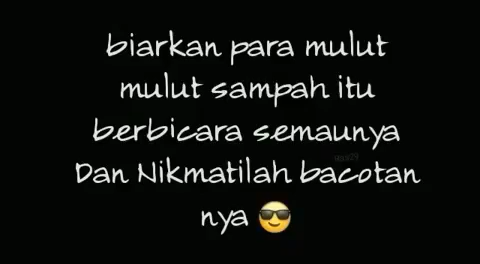 biarkan para mulut
mulut sampah itu
berbicara semaunya
Dan Nikmatilah bacotan
nya 😎